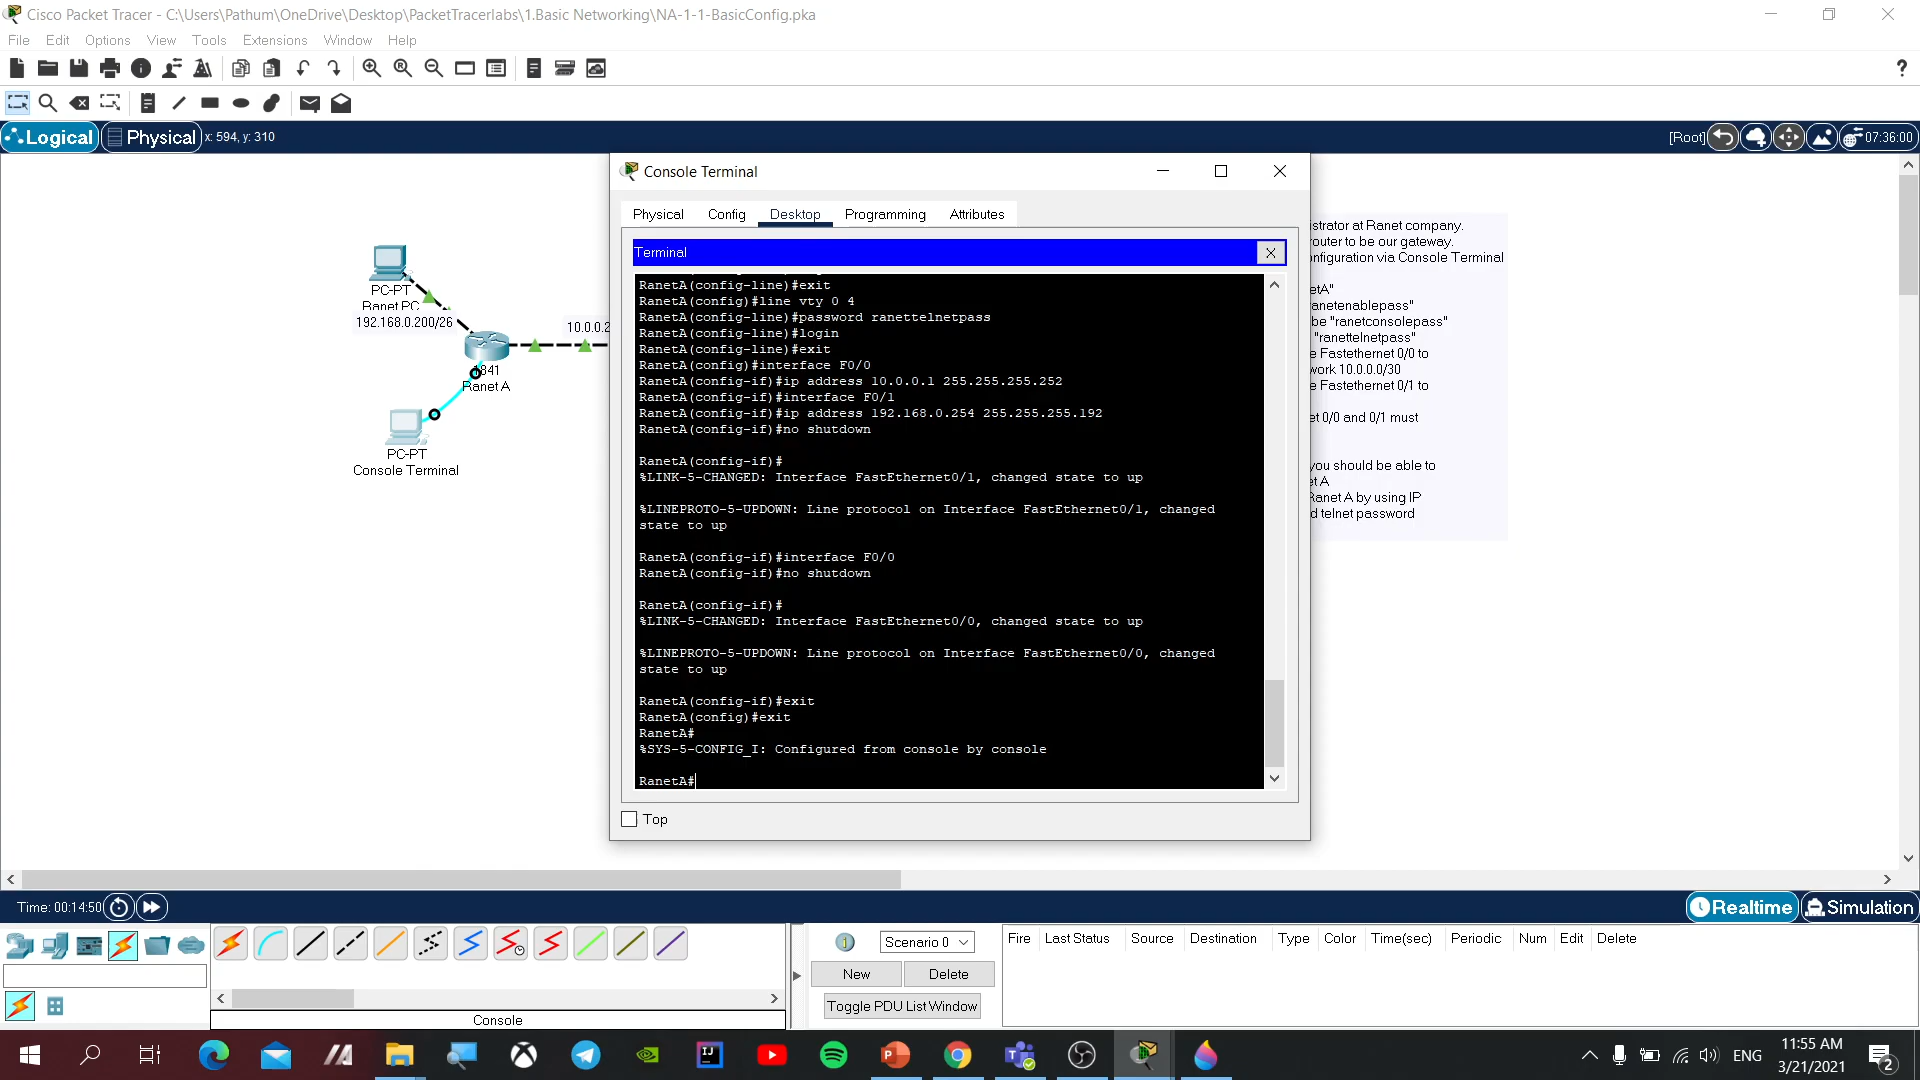 Cisco Packet Tracer - C:\Users\Pathum\OneDrive\Desktop\PacketTracerlabs\1.Basic Networking\NA-1-1-BasicConfig.pka
File Edit Options View Tools Extensions Window Help
?
Logical Physical x: 594, y: 310
[Root] 07:36:00
PC-PT
Ranet PC
192.168.0.200/26
10.0.0.2
1841
Ranet A
PC-PT
Console Terminal
Console Terminal
Physical Config Desktop Programming Attributes
Terminal
X
RanetA(config-line)#exit
RanetA(config)#line vty 0 4
RanetA(config-line)#password ranettelnetpass
RanetA(config-line)#login
RanetA(config-line)#exit
RanetA(config)#interface F0/0
RanetA(config-if)#ip address 10.0.0.1 255.255.255.252
RanetA(config-if)#interface F0/1
RanetA(config-if)#ip address 192.168.0.254 255.255.255.192
RanetA(config-if)#no shutdown
RanetA(config-if)#
%LINK-5-CHANGED: Interface FastEthernet0/1, changed state to up
%LINEPROTO-5-UPDOWN: Line protocol on Interface FastEthernet0/1, changed
state to up
RanetA(config-if)#interface F0/0
RanetA(config-if)#no shutdown
RanetA(config-if)#
%LINK-5-CHANGED: Interface FastEthernet0/0, changed state to up
%LINEPROTO-5-UPDOWN: Line protocol on Interface FastEthernet0/0, changed
state to up
RanetA(config-if)#exit
RanetA(config)#exit
RanetA#
%SYS-5-CONFIG_I: Configured from console by console
RanetA#
Top
strator at Ranet company.
outer to be our gateway.
nfiguration via Console Terminal
etA"
ranetenablepass"
be "ranetconsolepass"
"ranettelnetpass"
e Fastethernet 0/0 to
work 10.0.0.0/30
e Fastethernet 0/1 to
et 0/0 and 0/1 must
you should be able to
et A
Ranet A by using IP
d telnet password
Time: 00:14:50
Realtime Simulation
Scenario 0
New Delete
Toggle PDU List Window
Fire Last Status Source Destination Type Color Time(sec) Periodic Num Edit Delete
Console
ENG
11:55 AM
3/21/2021
2